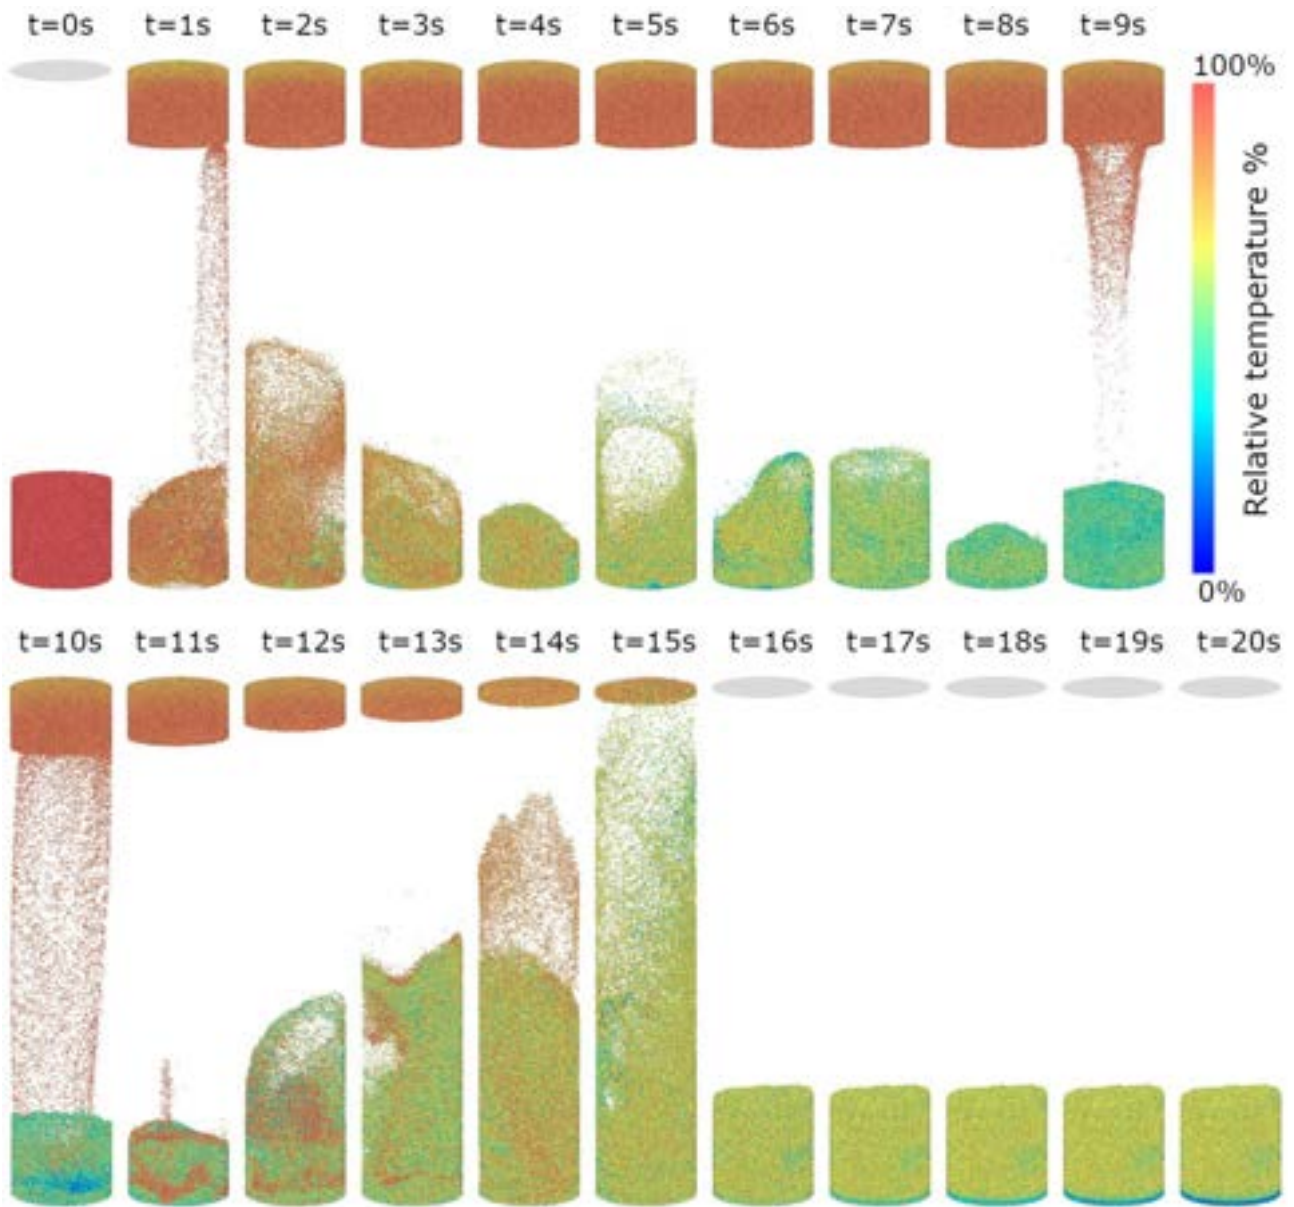 t=0s t=1s t=2s t=3s t=4s t=5s t=6s t=7s t=8s t=9s
100%
Relative temperature %
0%
t=10s t=11s t=12s t=13s t=14s t=15s t=16s t=17s t=18s t=19s t=20s